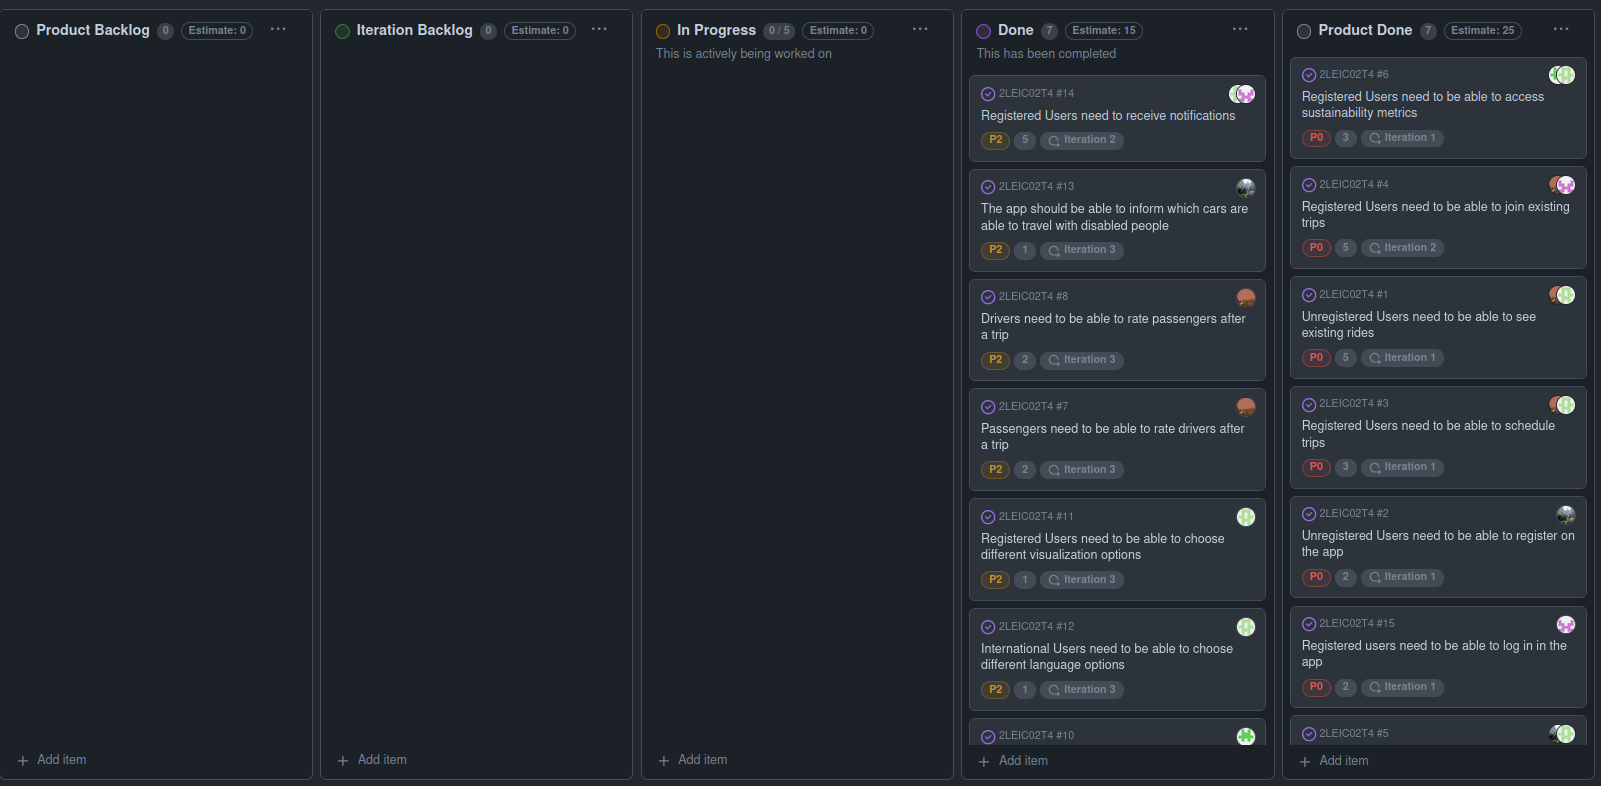 Product Backlog 0 Estimate: 0 ···
+ Add item
Iteration Backlog 0 Estimate: 0 ···
+ Add item
In Progress 0 / 5 Estimate: 0 ···
This is actively being worked on
+ Add item
Done 7 Estimate: 15 ···
This has been completed
2LEIC02T4 #14
Registered Users need to receive notifications
P2 5 Iteration 2
2LEIC02T4 #13
The app should be able to inform which cars are
able to travel with disabled people
P2 1 Iteration 3
2LEIC02T4 #8
Drivers need to be able to rate passengers after
a trip
P2 2 Iteration 3
2LEIC02T4 #7
Passengers need to be able to rate drivers after
a trip
P2 2 Iteration 3
2LEIC02T4 #11
Registered Users need to be able to choose
different visualization options
P2 1 Iteration 3
2LEIC02T4 #12
International Users need to be able to choose
different language options
P2 1 Iteration 3
2LEIC02T4 #10
+ Add item
Product Done 7 Estimate: 25 ···
2LEIC02T4 #6
Registered Users need to be able to access
sustainability metrics
P0 3 Iteration 1
2LEIC02T4 #4
Registered Users need to be able to join existing
trips
P0 5 Iteration 2
2LEIC02T4 #1
Unregistered Users need to be able to see
existing rides
P0 5 Iteration 1
2LEIC02T4 #3
Registered Users need to be able to schedule
trips
P0 3 Iteration 1
2LEIC02T4 #2
Unregistered Users need to be able to register on
the app
P0 2 Iteration 1
2LEIC02T4 #15
Registered users need to be able to log in in the
app
P0 2 Iteration 1
2LEIC02T4 #5
+ Add item